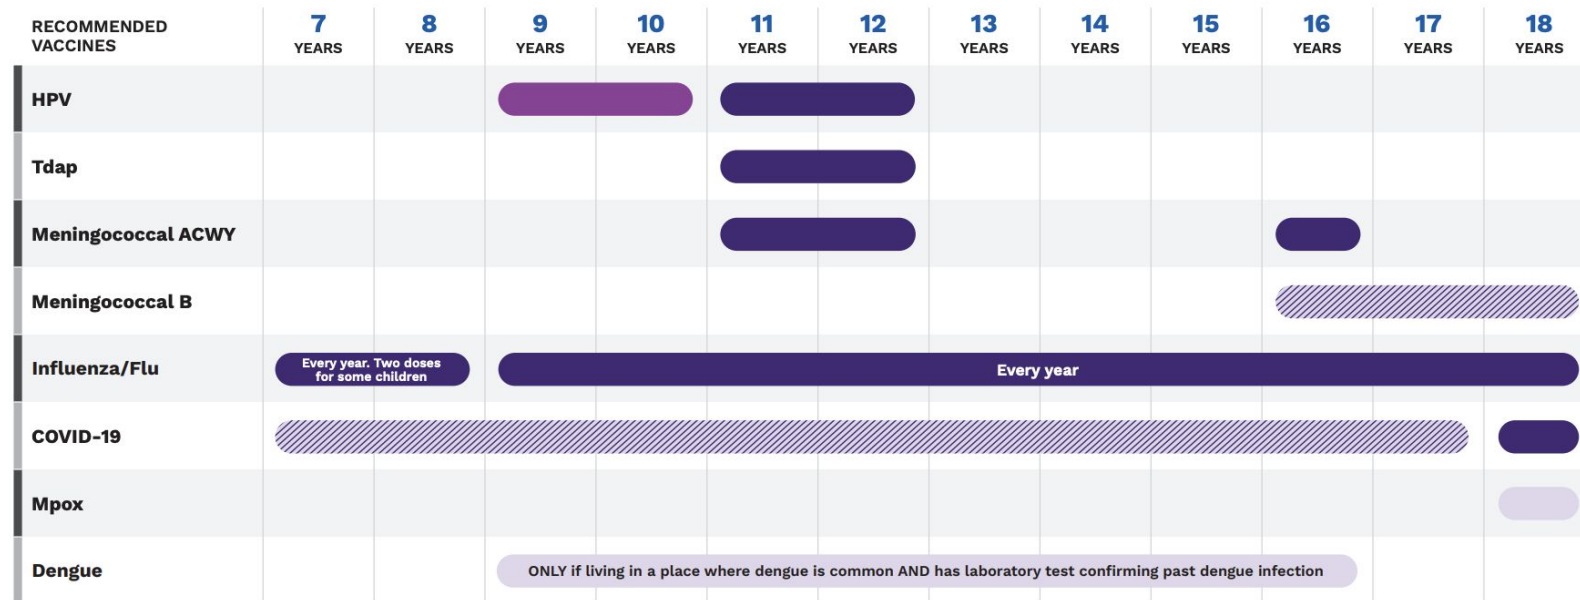 RECOMMENDED
VACCINES
7 8 9 10 11 12 13 14 15 16 17 18
YEARS YEARS YEARS YEARS YEARS YEARS YEARS YEARS YEARS YEARS YEARS YEARS
HPV
Tdap
Meningococcal ACWY
Meningococcal B
Influenza/Flu
Every year. Two doses
for some children
Every year
COVID-19
Mpox
Dengue
ONLY if living in a place where dengue is common AND has laboratory test confirming past dengue infection